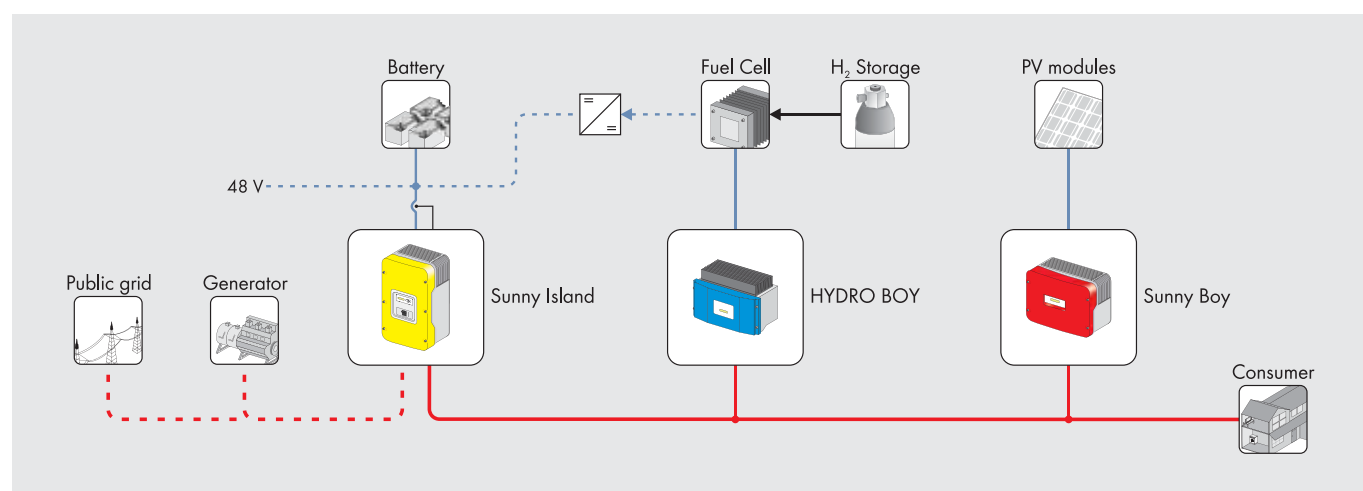 Battery
Fuel Cell
H₂ Storage
PV modules
48 V
Public grid
Generator
Sunny Island
HYDRO BOY
Sunny Boy
Consumer